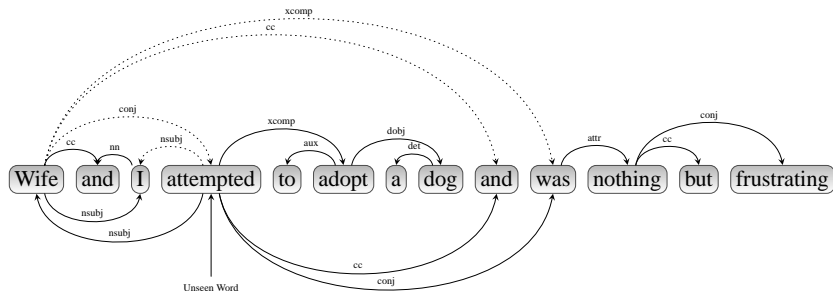 xcomp
cc
conj
xcomp
conj
nsubj
dobj
attr
cc
nn
aux
det
cc
Wife and I attempted to adopt a dog and was nothing but frustrating
nsubj
nsubj
cc
conj
Unseen Word